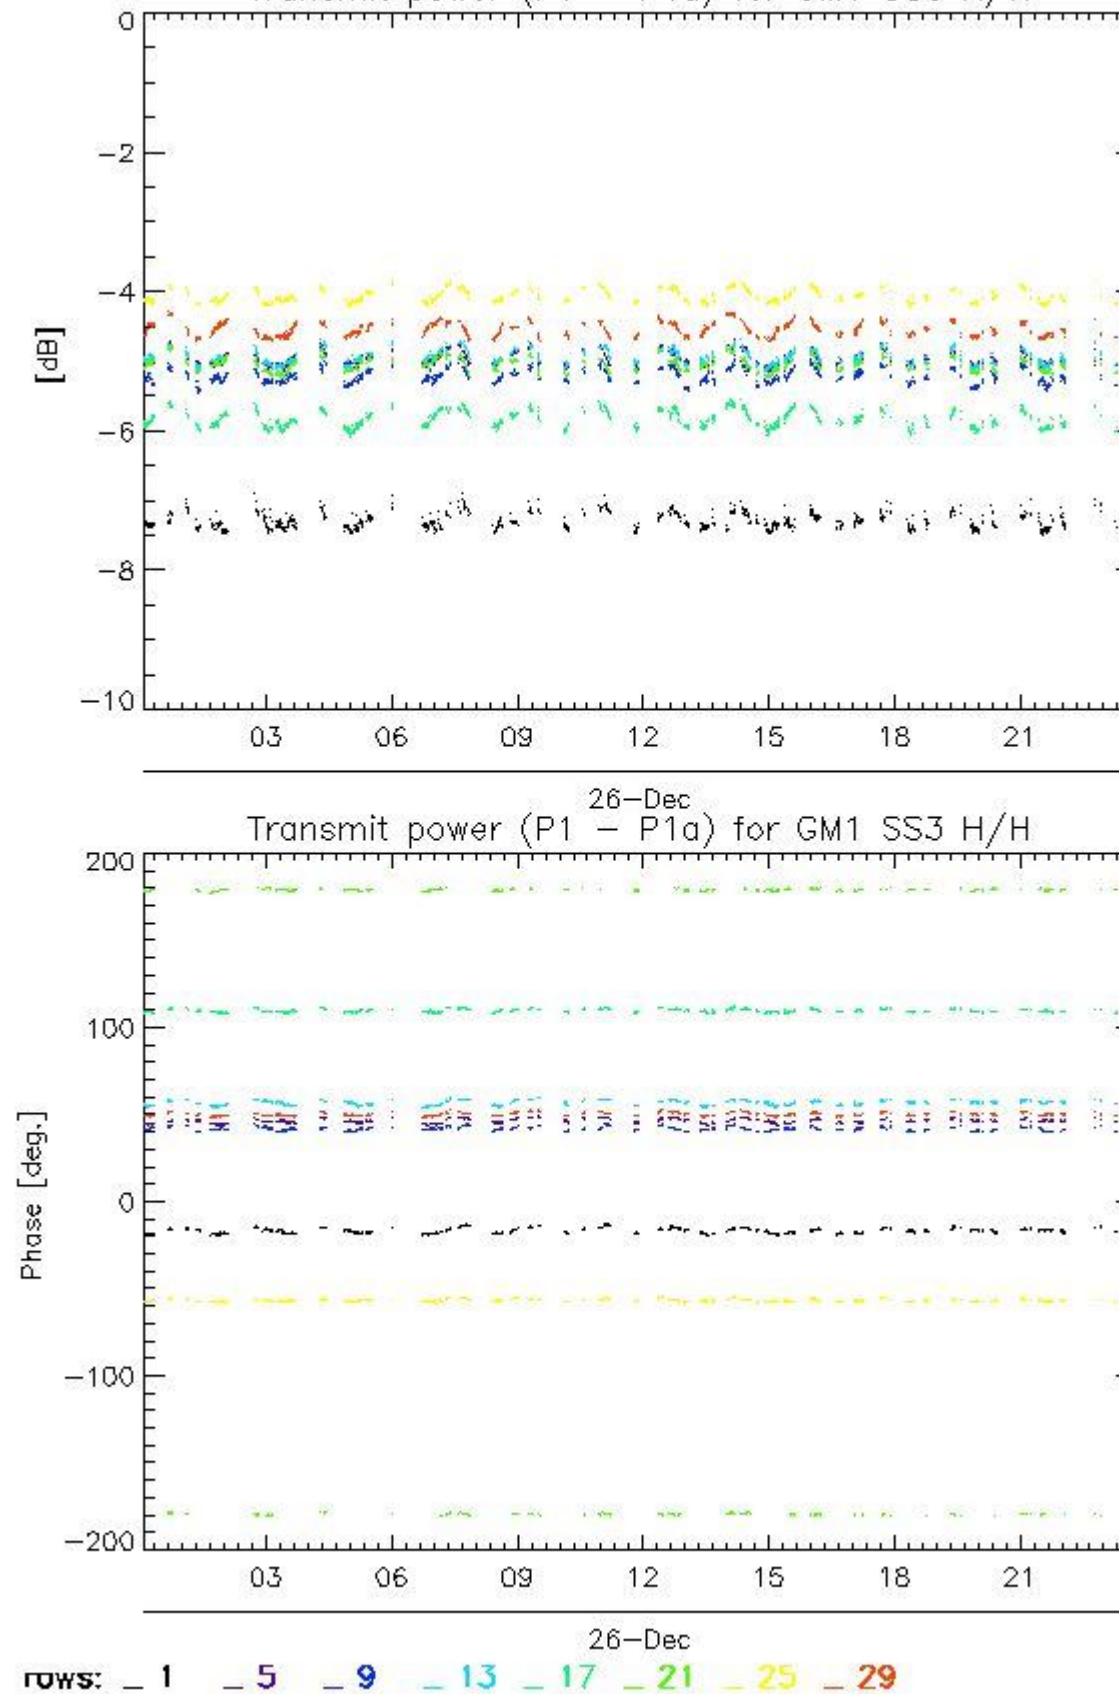 0
−2
−4
−6
−8
−10
[dB]
03 06 09 12 15 18 21
26−Dec
Transmit power (P1 − P1a) for GM1 SS3 H/H
200
100
0
−100
−200
Phase [deg.]
03 06 09 12 15 18 21
26−Dec
rows: _ 1 _ 5 _ 9 _ 13 _ 17 _ 21 _ 25 _ 29